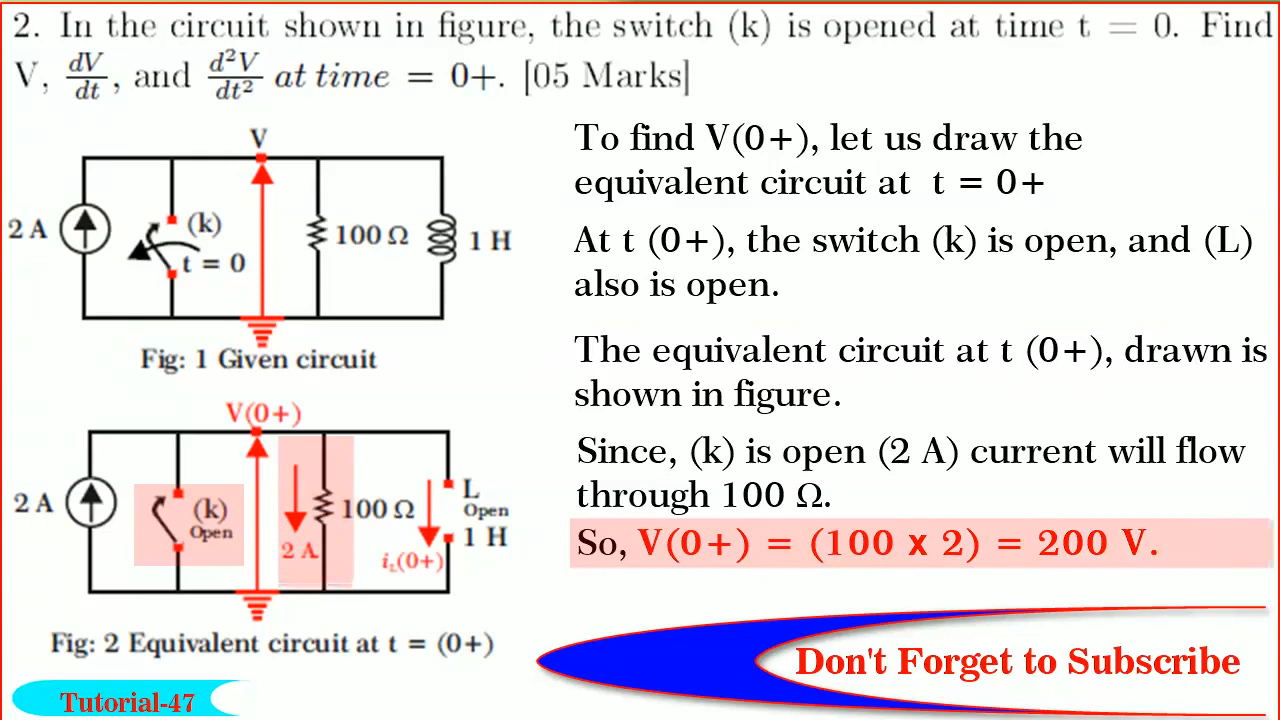 2. In the circuit shown in figure, the switch (k) is opened at time t = 0. Find
V, dV/dt, and d²V/dt² at time = 0+. [05 Marks]
V
2 A
(k)
t = 0
100 Ω
1 H
Fig: 1 Given circuit
V(0+)
2 A
(k)
Open
2 A
100 Ω
L
Open
1 H
iL(0+)
Fig: 2 Equivalent circuit at t = (0+)
Tutorial-47
To find V(0+), let us draw the
equivalent circuit at t = 0+
At t (0+), the switch (k) is open, and (L)
also is open.
The equivalent circuit at t (0+), drawn is
shown in figure.
Since, (k) is open (2 A) current will flow
through 100 Ω.
So, V(0+) = (100 x 2) = 200 V.
Don't Forget to Subscribe